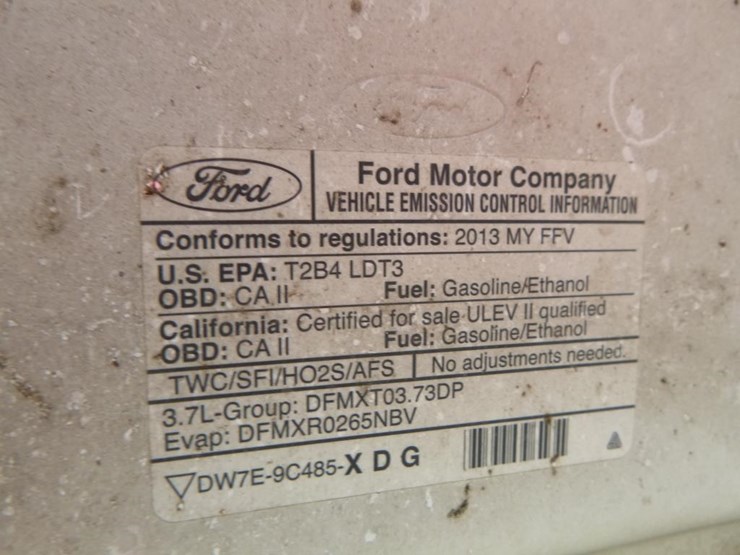 Ford
Ford Motor Company
VEHICLE EMISSION CONTROL INFORMATION
Conforms to regulations: 2013 MY FFV
U.S. EPA: T2B4 LDT3
OBD: CA II Fuel: Gasoline/Ethanol
California: Certified for sale ULEV II qualified
OBD: CA II Fuel: Gasoline/Ethanol
TWC/SFI/HO2S/AFS No adjustments needed.
3.7L-Group: DFMXT03.73DP
Evap: DFMXR0265NBV
DW7E-9C485-X D G